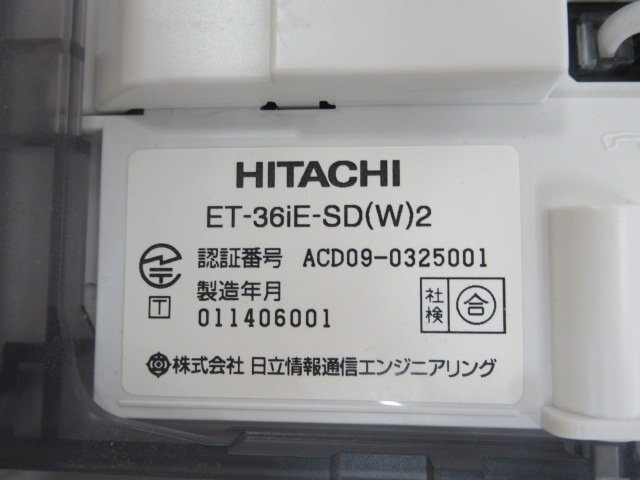 HITACHI
ET-36iE-SD(W)2
認証番号 ACD09-0325001
T 製造年月
011406001
社検 合
株式会社 日立情報通信エンジニアリング